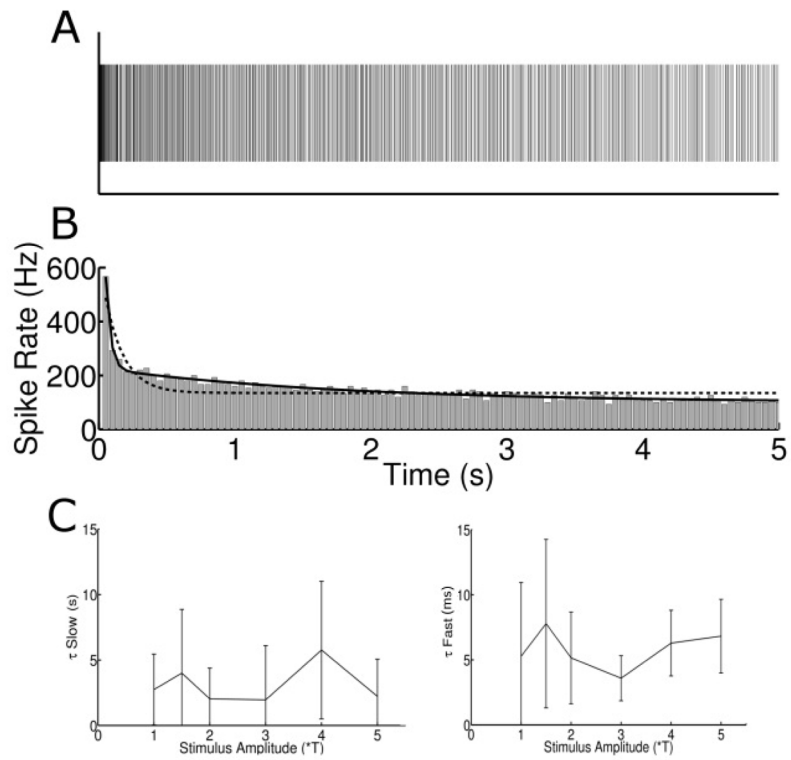 A
B
600
400
200
0
Spike Rate (Hz)
0 1 2 3 4 5
Time (s)
C
15
10
5
0
τ Slow (s)
0 1 2 3 4 5
Stimulus Amplitude (*T)
15
10
5
0
τ Fast (ms)
0 1 2 3 4 5
Stimulus Amplitude (*T)